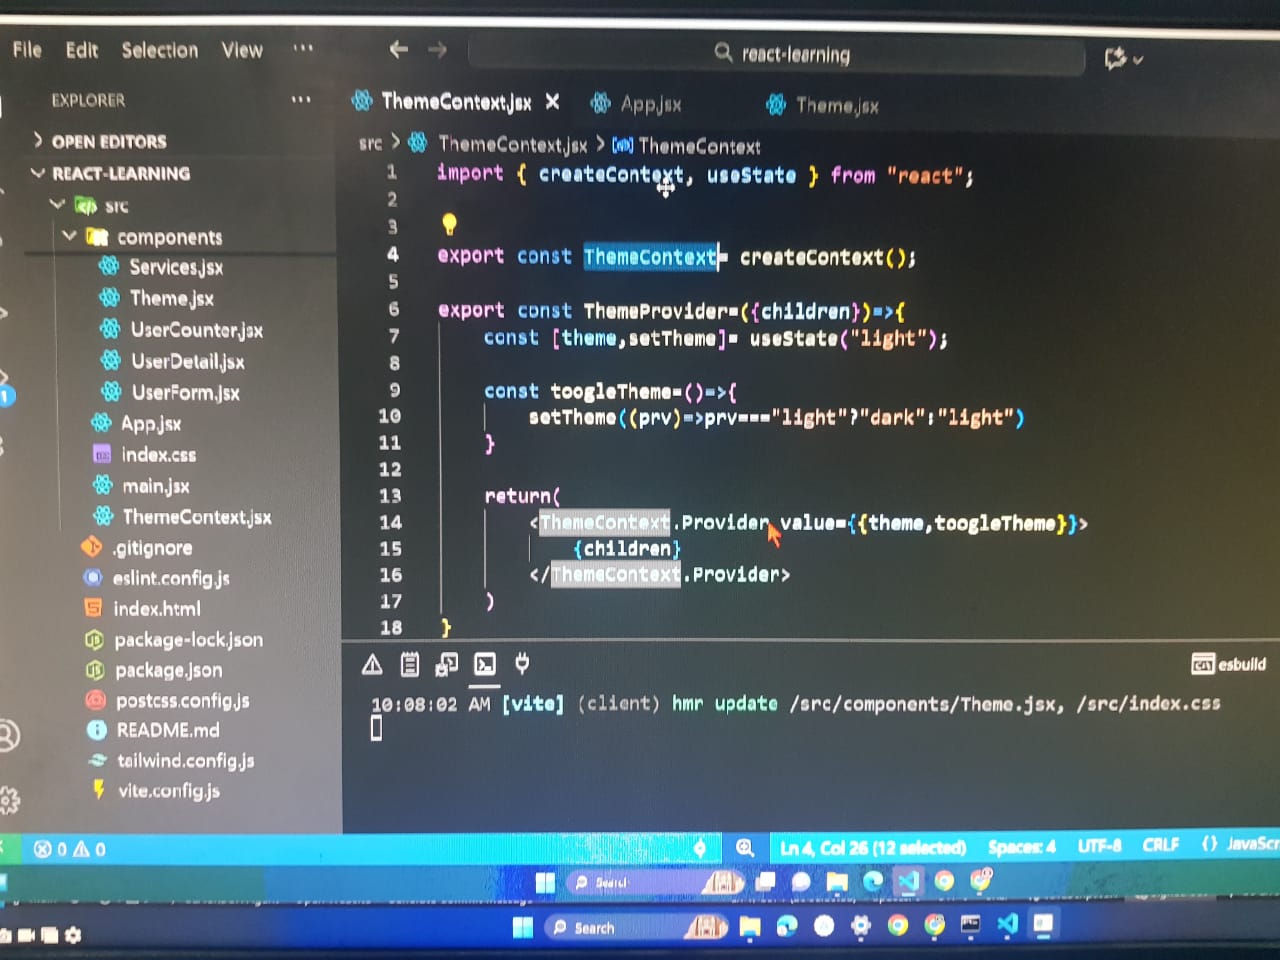 File Edit Selection View ...
react-learning
EXPLORER ...
OPEN EDITORS
REACT-LEARNING
src
components
Services.jsx
Theme.jsx
UserCounter.jsx
UserDetail.jsx
UserForm.jsx
App.jsx
index.css
main.jsx
ThemeContext.jsx
.gitignore
eslint.config.js
index.html
package-lock.json
package.json
postcss.config.js
README.md
tailwind.config.js
vite.config.js
ThemeContext.jsx App.jsx Theme.jsx
src > ThemeContext.jsx > ThemeContext
1 import { createContext, useState } from "react";
2
3
4 export const ThemeContext= createContext();
5
6 export const ThemeProvider=({children})=>{
7 const [theme,setTheme]= useState("light");
8
9 const toogleTheme=()=>{
10 setTheme((prv)=>prv==="light"?"dark":"light")
11 }
12
13 return(
14 <ThemeContext.Provider value={{theme,toogleTheme}}>
15 {children}
16 </ThemeContext.Provider>
17 )
18 }
esbuild
10:08:02 AM [vite] (client) hmr update /src/components/Theme.jsx, /src/index.css
0 0 Ln 4, Col 26 (12 selected) Spaces: 4 UTF-8 CRLF {}
Search
Search